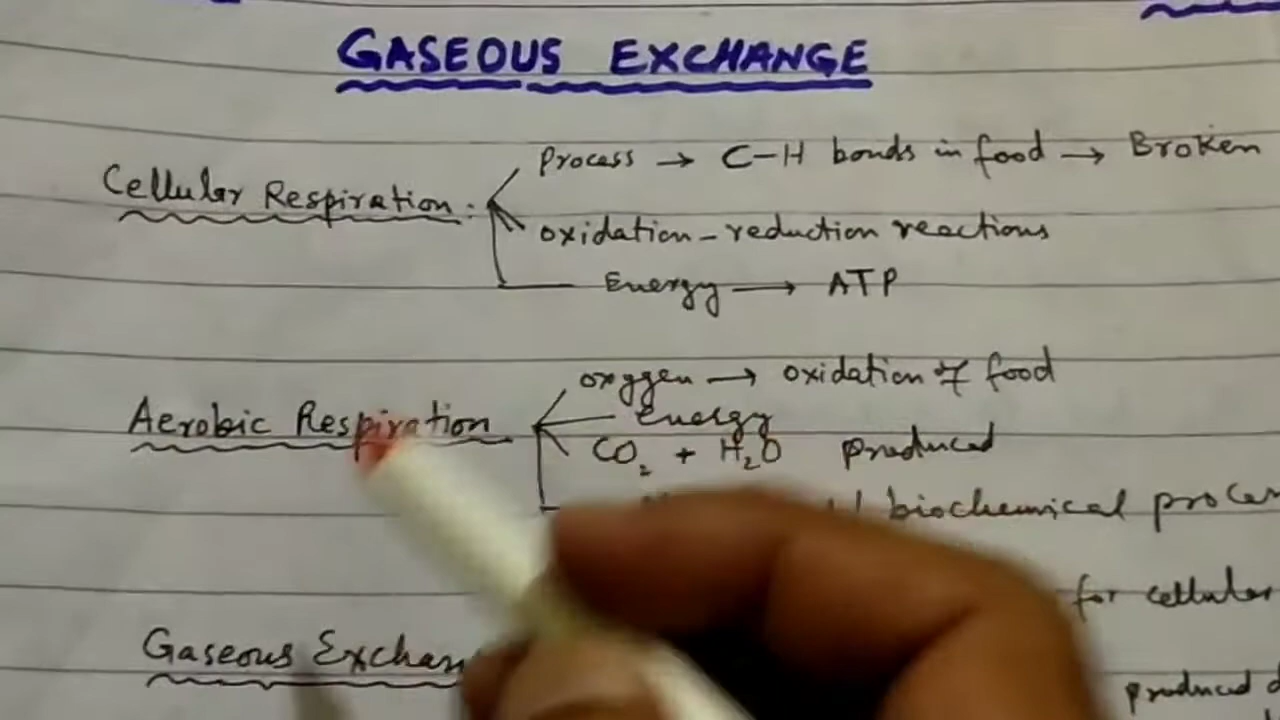 GASEOUS EXCHANGE
Process → C-H bonds in food → Broken
Cellular Respiration :
oxidation-reduction reactions
Energy → ATP
oxygen → oxidation of food
Aerobic Respiration
Energy
CO₂ + H₂O produced
biochemical
for cellular
Gaseous
produced